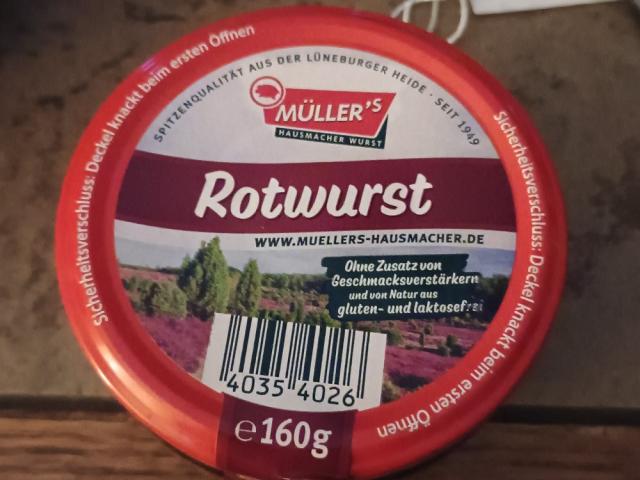 Sicherheitsverschluss: Deckel knackt beim ersten Öffnen
SPITZENQUALITÄT AUS DER LÜNEBURGER HEIDE · SEIT 1949
MÜLLER'S
HAUSMACHER WURST
Rotwurst
WWW.MUELLERS-HAUSMACHER.DE
Ohne Zusatz von
Geschmacksverstärkern
und von Natur aus
gluten- und laktosefrei
4035 4026
e160g
Sicherheitsverschluss: Deckel knackt beim ersten Öffnen